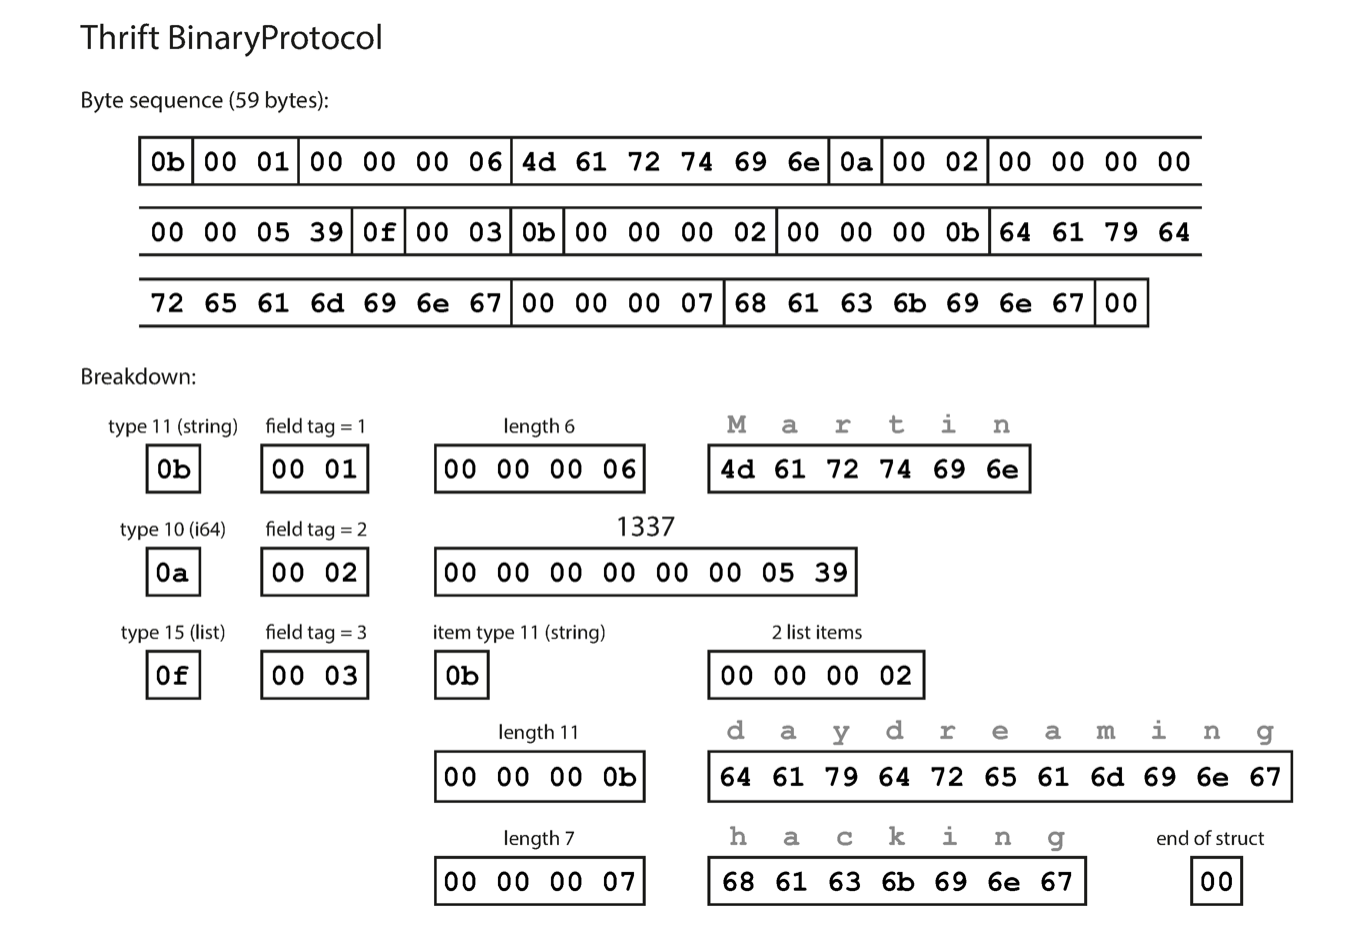 Thrift BinaryProtocol
Byte sequence (59 bytes):
0b 00 01 00 00 00 06 4d 61 72 74 69 6e 0a 00 02 00 00 00 00
00 00 05 39 0f 00 03 0b 00 00 00 02 00 00 00 0b 64 61 79 64
72 65 61 6d 69 6e 67 00 00 00 07 68 61 63 6b 69 6e 67 00
Breakdown:
type 11 (string) field tag = 1 length 6 M a r t i n
0b 00 01 00 00 00 06 4d 61 72 74 69 6e
type 10 (i64) field tag = 2 1337
0a 00 02 00 00 00 00 00 00 05 39
type 15 (list) field tag = 3 item type 11 (string) 2 list items
0f 00 03 0b 00 00 00 02
length 11 d a y d r e a m i n g
00 00 00 0b 64 61 79 64 72 65 61 6d 69 6e 67
length 7 h a c k i n g end of struct
00 00 00 07 68 61 63 6b 69 6e 67 00